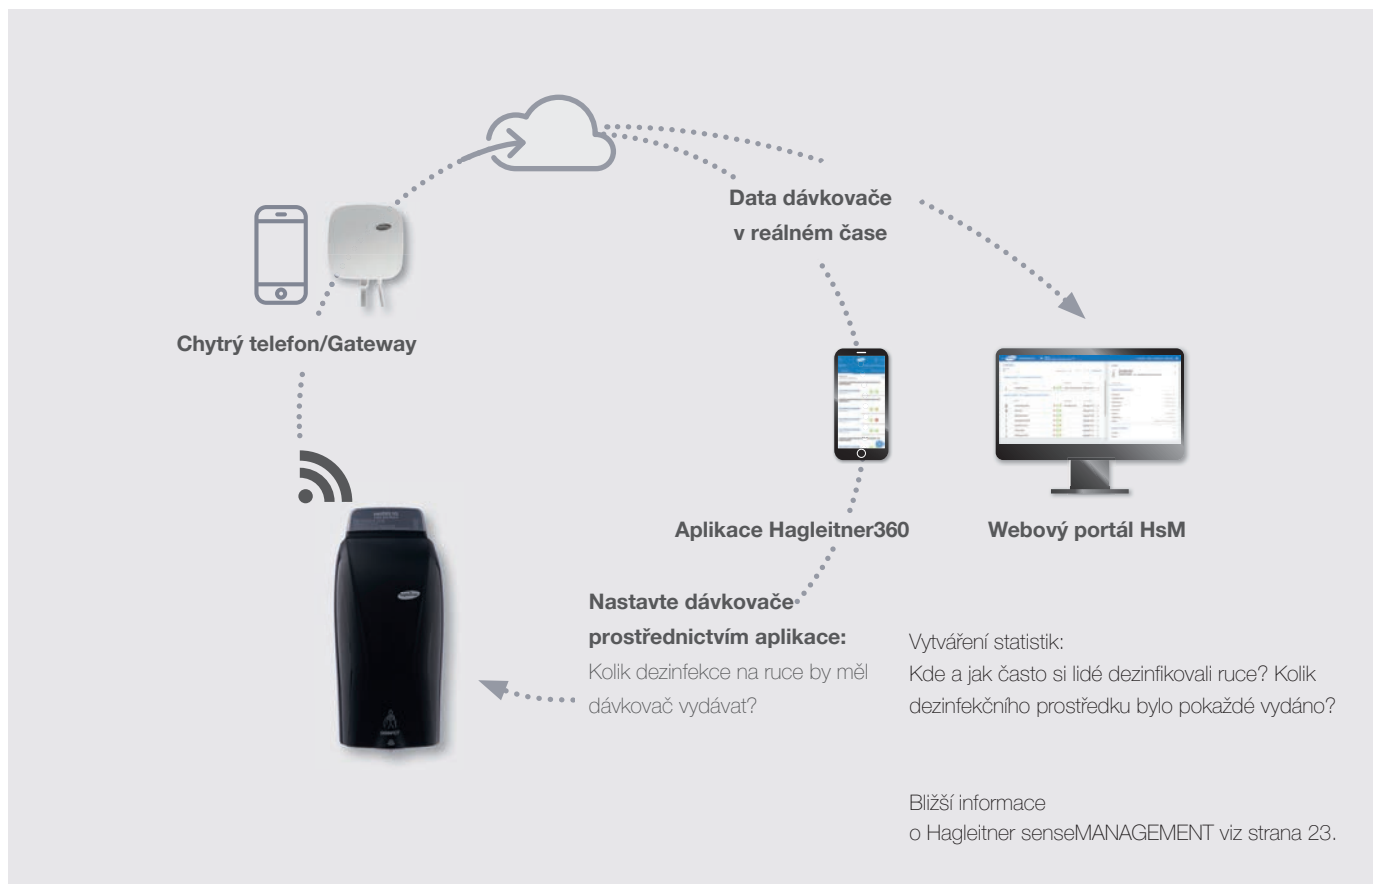 Data dávkovače
v reálném čase
Chytrý telefon/Gateway
Aplikace Hagleitner360
Webový portál HsM
Nastavte dávkovače
prostřednictvím aplikace:
Kolik dezinfekce na ruce by měl
dávkovač vydávat?
Vytváření statistik:
Kde a jak často si lidé dezinfikovali ruce? Kolik
dezinfekčního prostředku bylo pokaždé vydáno?
Bližší informace
o Hagleitner senseMANAGEMENT viz strana 23.